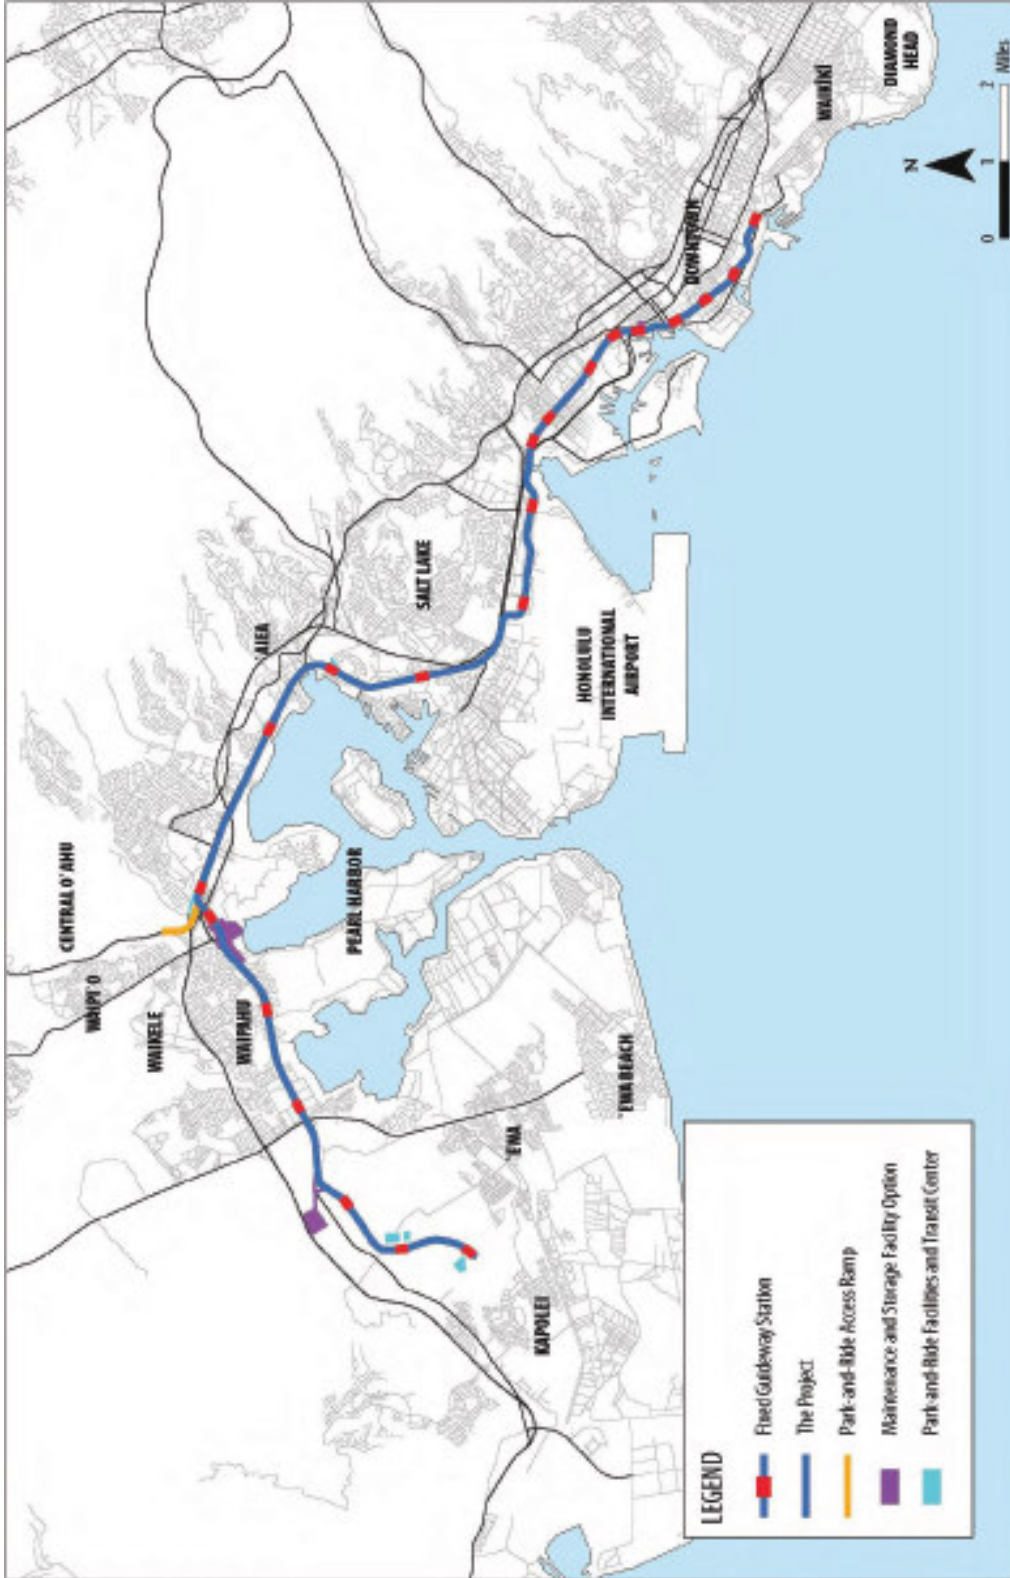 CENTRAL O'AHU
WAIPI'O
WAIKELE
WAIPAHU
'AIEA
SALT LAKE
PEARL HARBOR
HONOLULU
INTERNATIONAL
AIRPORT
DOWNTOWN
WAIKĪKĪ
DIAMOND
HEAD
'EWA
'EWA BEACH
KAPOLEI
N
0 1 2
Miles
LEGEND
Fixed Guideway Station
The Project
Park-and-Ride Access Ramp
Maintenance and Storage Facility Option
Park-and-Ride Facilities and Transit Center